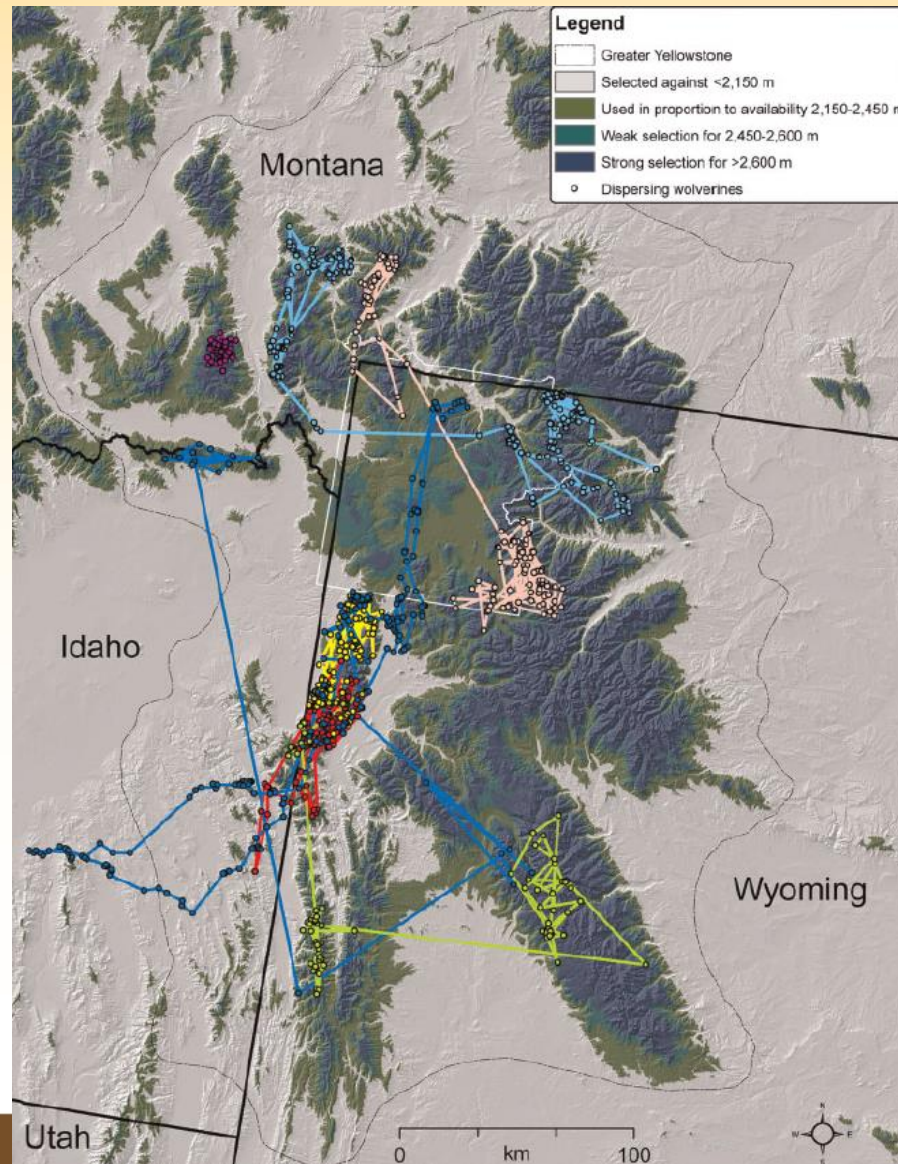 Legend
Greater Yellowstone
Selected against <2,150 m
Used in proportion to availability 2,150-2,450 m
Weak selection for 2,450-2,600 m
Strong selection for >2,600 m
Dispersing wolverines
Montana
Idaho
Wyoming
Utah
0 km 100
N
W E
S